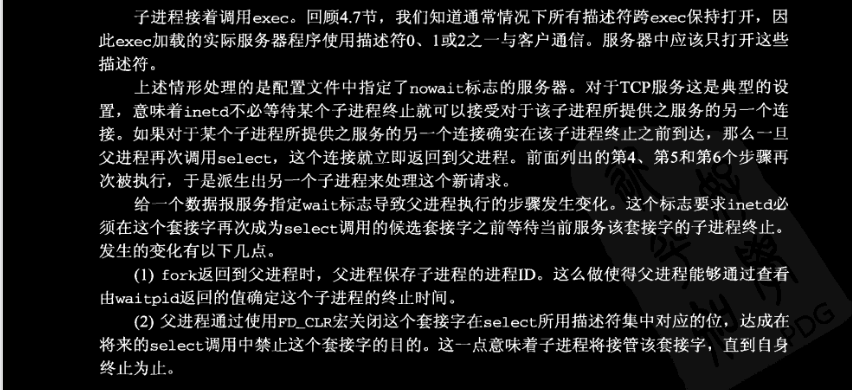 子进程接着调用exec。回顾4.7节，我们知道通常情况下所有描述符跨exec保持打开，因
此exec加载的实际服务器程序使用描述符0、1或2之一与客户通信。服务器中应该只打开这些
描述符。
上述情形处理的是配置文件中指定了nowait标志的服务器。对于TCP服务这是典型的设
置，意味着inetd不必等待某个子进程终止就可以接受对于该子进程所提供之服务的另一个连
接。如果对于某个子进程所提供之服务的另一个连接确实在该子进程终止之前到达，那么一旦
父进程再次调用select，这个连接就立即返回到父进程。前面列出的第4、第5和第6个步骤再
次被执行，于是派生出另一个子进程来处理这个新请求。
给一个数据报服务指定wait标志导致父进程执行的步骤发生变化。这个标志要求inetd必
须在这个套接字再次成为select调用的候选套接字之前等待当前服务该套接字的子进程终止。
发生的变化有以下几点。
(1) fork返回到父进程时，父进程保存子进程的进程ID。这么做使得父进程能够通过查看
由waitpid返回的值确定这个子进程的终止时间。
(2) 父进程通过使用FD_CLR宏关闭这个套接字在select所用描述符集中对应的位，达成在
将来的select调用中禁止这个套接字的目的。这一点意味着子进程将接管该套接字，直到自身
终止为止。
PDG